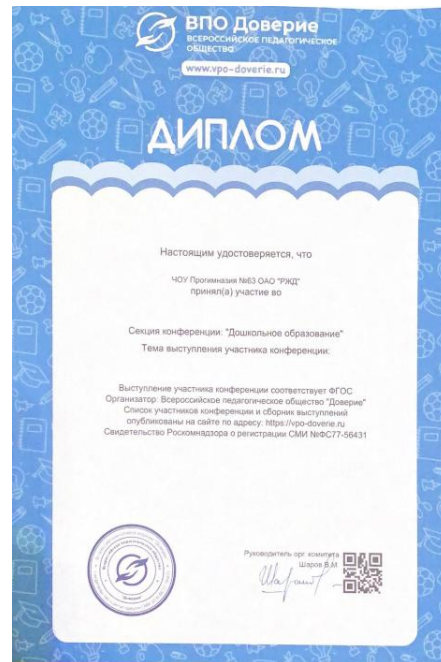 ВПО Доверие
ВСЕРОССИЙСКОЕ ПЕДАГОГИЧЕСКОЕ
ОБЩЕСТВО
www.vpo-doverie.ru
ДИПЛОМ
Настоящим удостоверяется, что
ЧОУ Прогимназия №63 ОАО "РЖД"
принял(а) участие во
Секция конференции: "Дошкольное образование"
Тема выступления участника конференции:
Выступление участника конференции соответствует ФГОС
Организатор: Всероссийское педагогическое общество "Доверие"
Список участников конференции и сборник выступлений
опубликованы на сайте по адресу: https://vpo-doverie.ru
Свидетельство Роскомнадзора о регистрации СМИ №ФС77-56431
Руководитель орг. комитета
Шаров В.М.